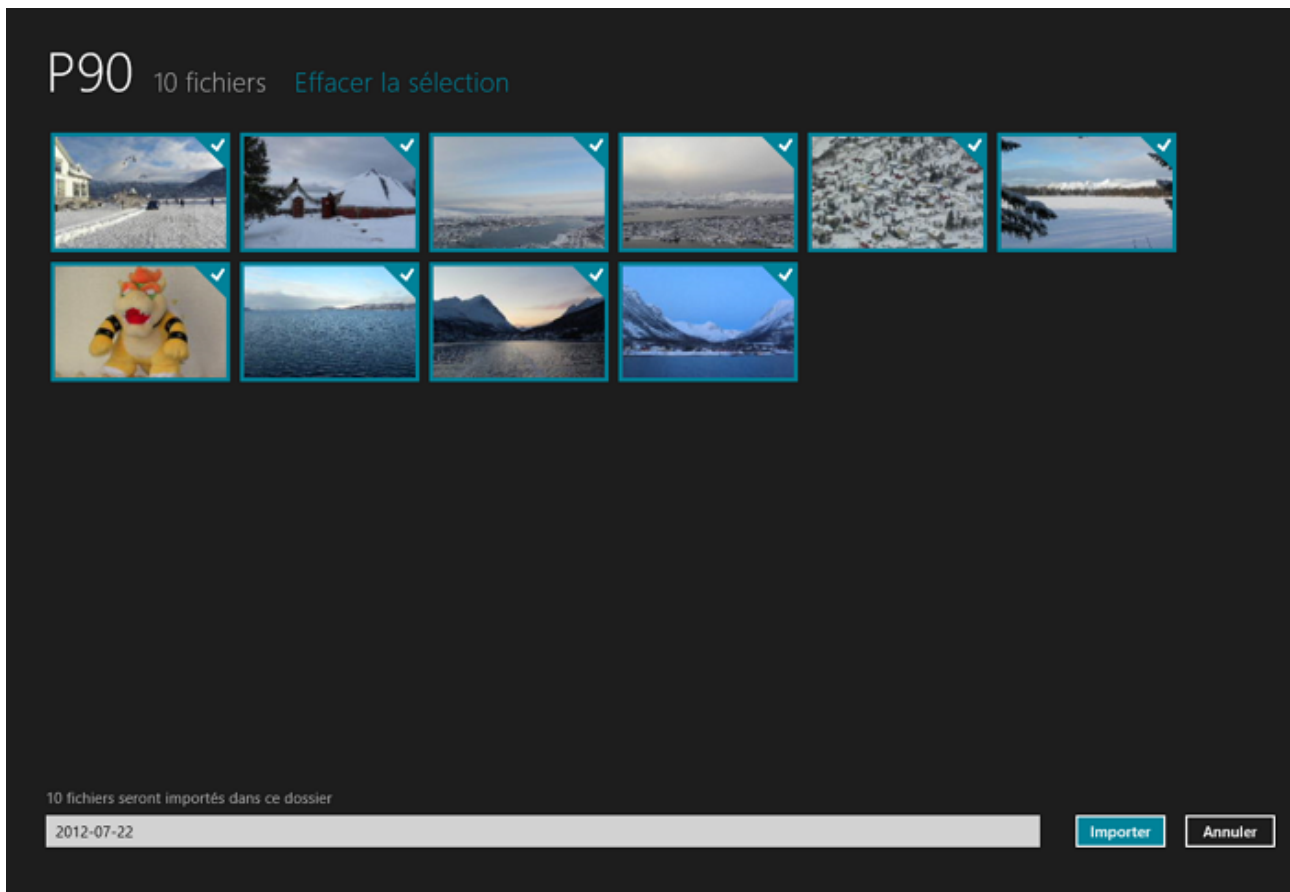 P90 10 fichiers Effacer la sélection
10 fichiers seront importés dans ce dossier
2012-07-22
Importer Annuler